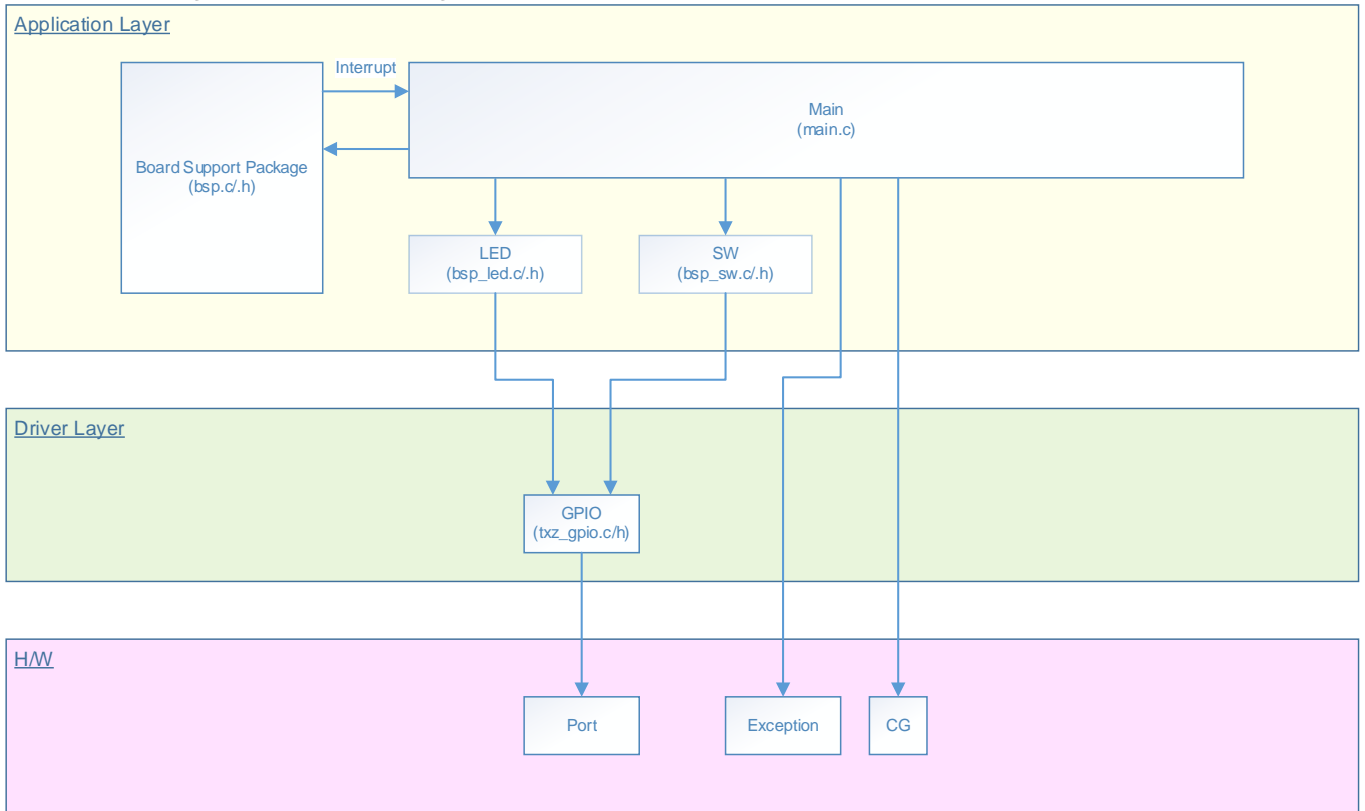 Application Layer
Interrupt
Main
(main.c)
Board Support Package
(bsp.c/.h)
LED
(bsp_led.c/.h)
SW
(bsp_sw.c/.h)
Driver Layer
GPIO
(txz_gpio.c/h)
H/W
Port
Exception
CG